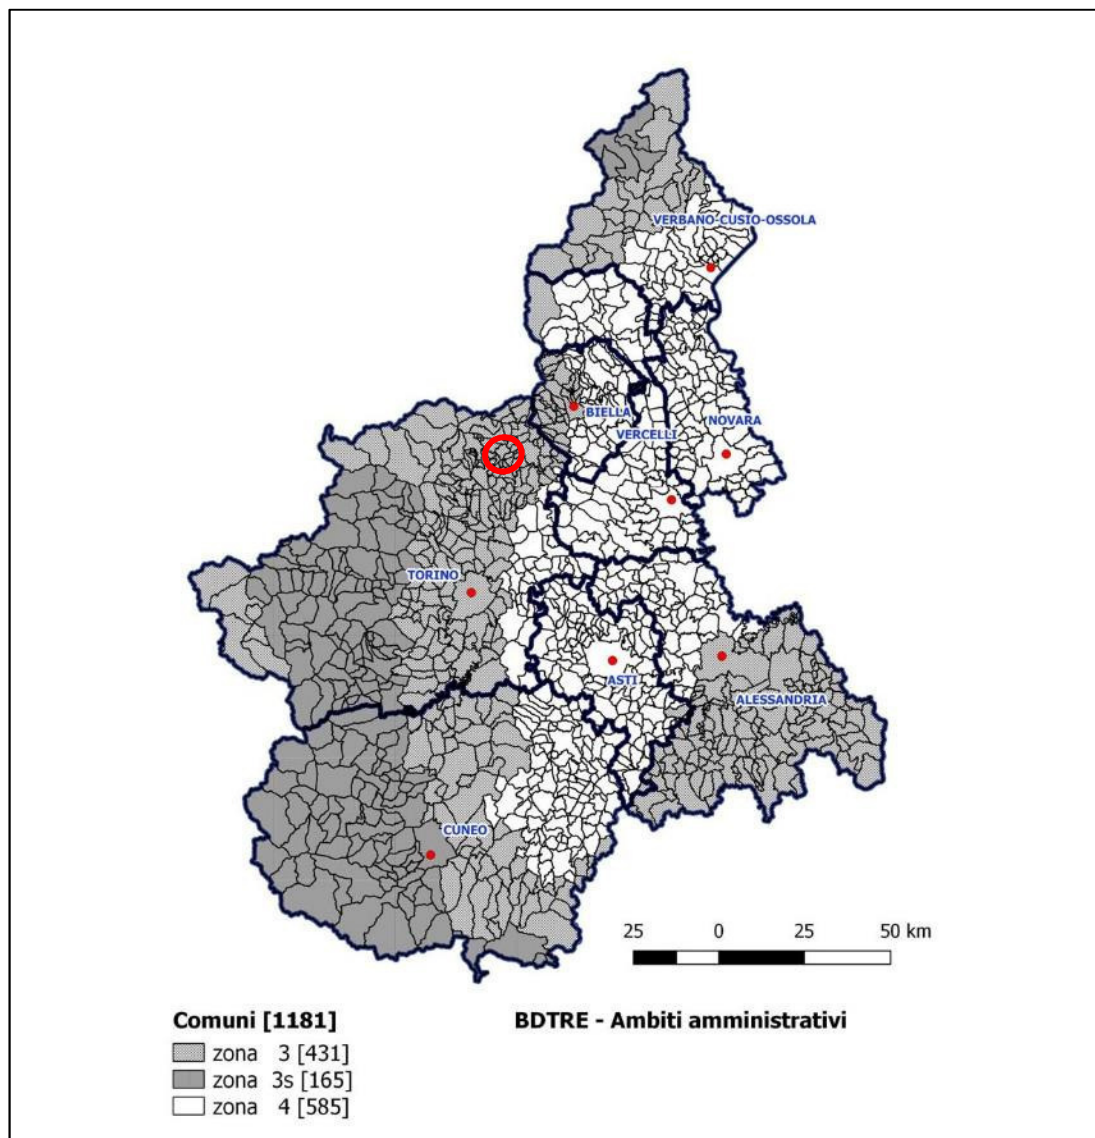 VERBANO-CUSIO-OSSOLA
BIELLA
NOVARA
VERCELLI
TORINO
ASTI
ALESSANDRIA
CUNEO
25 0 25 50 km
Comuni [1181]
BDTRE - Ambiti amministrativi
zona 3 [431]
zona 3s [165]
zona 4 [585]